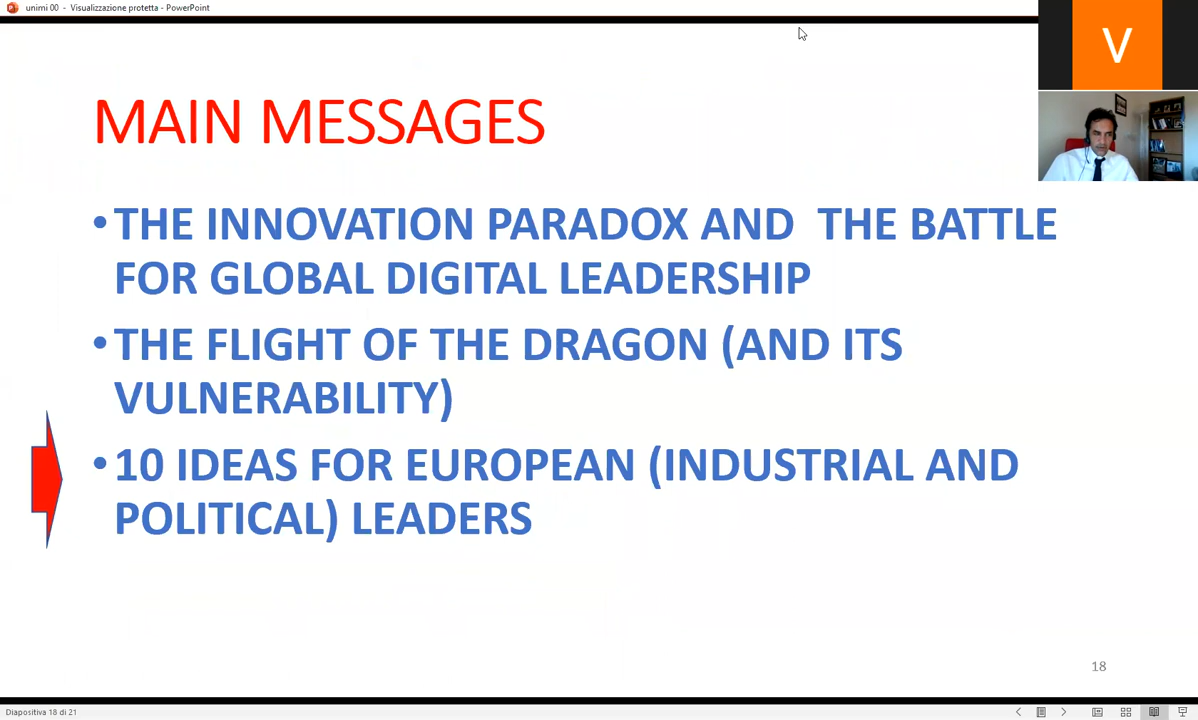 unimi 00 - Visualizzazione protetta - PowerPoint
V
MAIN MESSAGES
• THE INNOVATION PARADOX AND THE BATTLE
FOR GLOBAL DIGITAL LEADERSHIP
• THE FLIGHT OF THE DRAGON (AND ITS
VULNERABILITY)
• 10 IDEAS FOR EUROPEAN (INDUSTRIAL AND
POLITICAL) LEADERS
18
Diapositiva 18 di 21